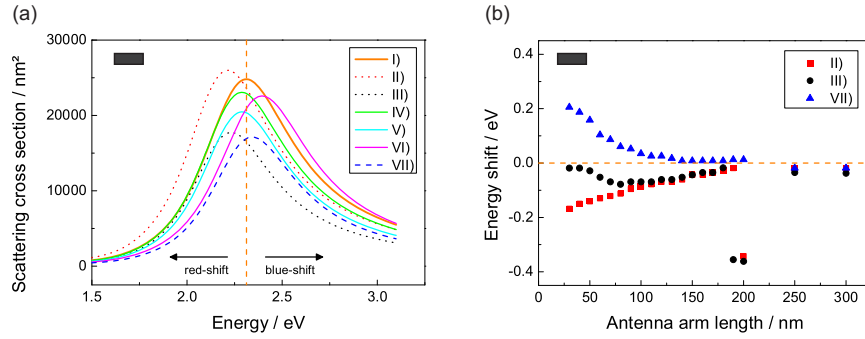 (a)
30000
20000
10000
0
Scattering cross section / nm²
I)
II)
III)
IV)
V)
VI)
VII)
red-shift
blue-shift
1.5
2.0
2.5
3.0
Energy / eV
(b)
0.4
0.2
0.0
-0.2
-0.4
Energy shift / eV
II)
III)
VII)
0
50
100
150
200
250
300
Antenna arm length / nm